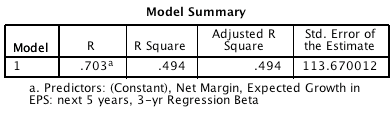 Model Summary
Model R R Square Adjusted R Square Std. Error of the Estimate
1 .703a .494 .494 113.670012
a. Predictors: (Constant), Net Margin, Expected Growth in
EPS: next 5 years, 3-yr Regression Beta